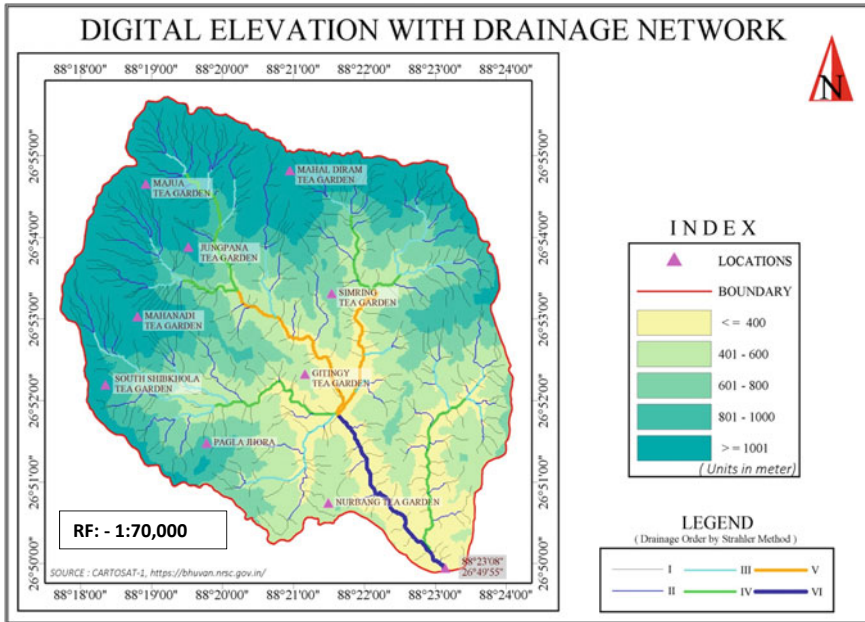 DIGITAL ELEVATION WITH DRAINAGE NETWORK
N
88°18'00" 88°19'00" 88°20'00" 88°21'00" 88°22'00" 88°23'00" 88°24'00"
26°55'00"
26°54'00"
26°53'00"
26°52'00"
26°51'00"
26°50'00"
26°55'00"
26°54'00"
26°53'00"
26°52'00"
26°51'00"
26°50'00"
MAHAL DIRAM
TEA GARDEN
MAJUA
TEA GARDEN
JUNGPANA
TEA GARDEN
SIMRING
TEA GARDEN
MAHANADI
TEA GARDEN
GITINGY
TEA GARDEN
SOUTH SHIBKHOLA
TEA GARDEN
PAGLA JHORA
NURBANG TEA GARDEN
RF: - 1:70,000
88°23'08"
26°49'55"
SOURCE : CARTOSAT-1, https://bhuvan.nrsc.gov.in/
88°18'00" 88°19'00" 88°20'00" 88°21'00" 88°22'00" 88°23'00" 88°24'00"
INDEX
LOCATIONS
BOUNDARY
< = 400
401 - 600
601 - 800
801 - 1000
> = 1001
( Units in meter)
LEGEND
( Drainage Order by Strahler Method )
I III V
II IV VI